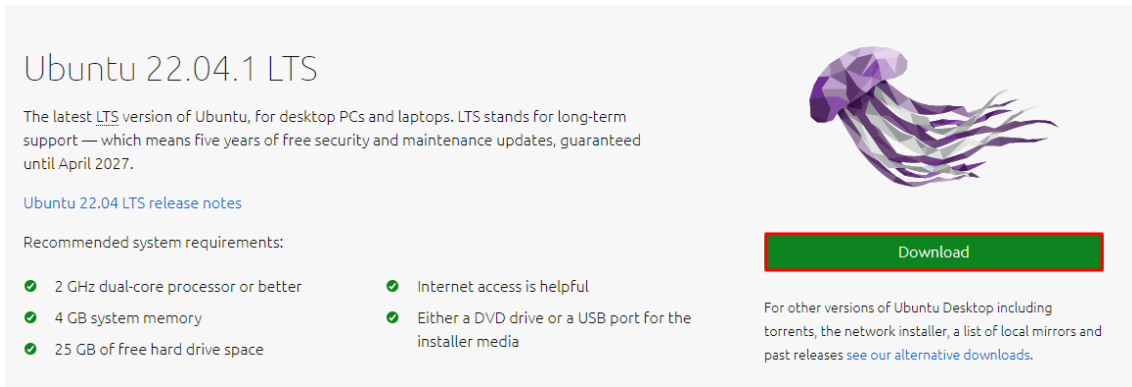 Ubuntu 22.04.1 LTS
The latest LTS version of Ubuntu, for desktop PCs and laptops. LTS stands for long-term
support — which means five years of free security and maintenance updates, guaranteed
until April 2027.
Ubuntu 22.04 LTS release notes
Recommended system requirements:
2 GHz dual-core processor or better
4 GB system memory
25 GB of free hard drive space
Internet access is helpful
Either a DVD drive or a USB port for the
installer media
Download
For other versions of Ubuntu Desktop including
torrents, the network installer, a list of local mirrors and
past releases see our alternative downloads.